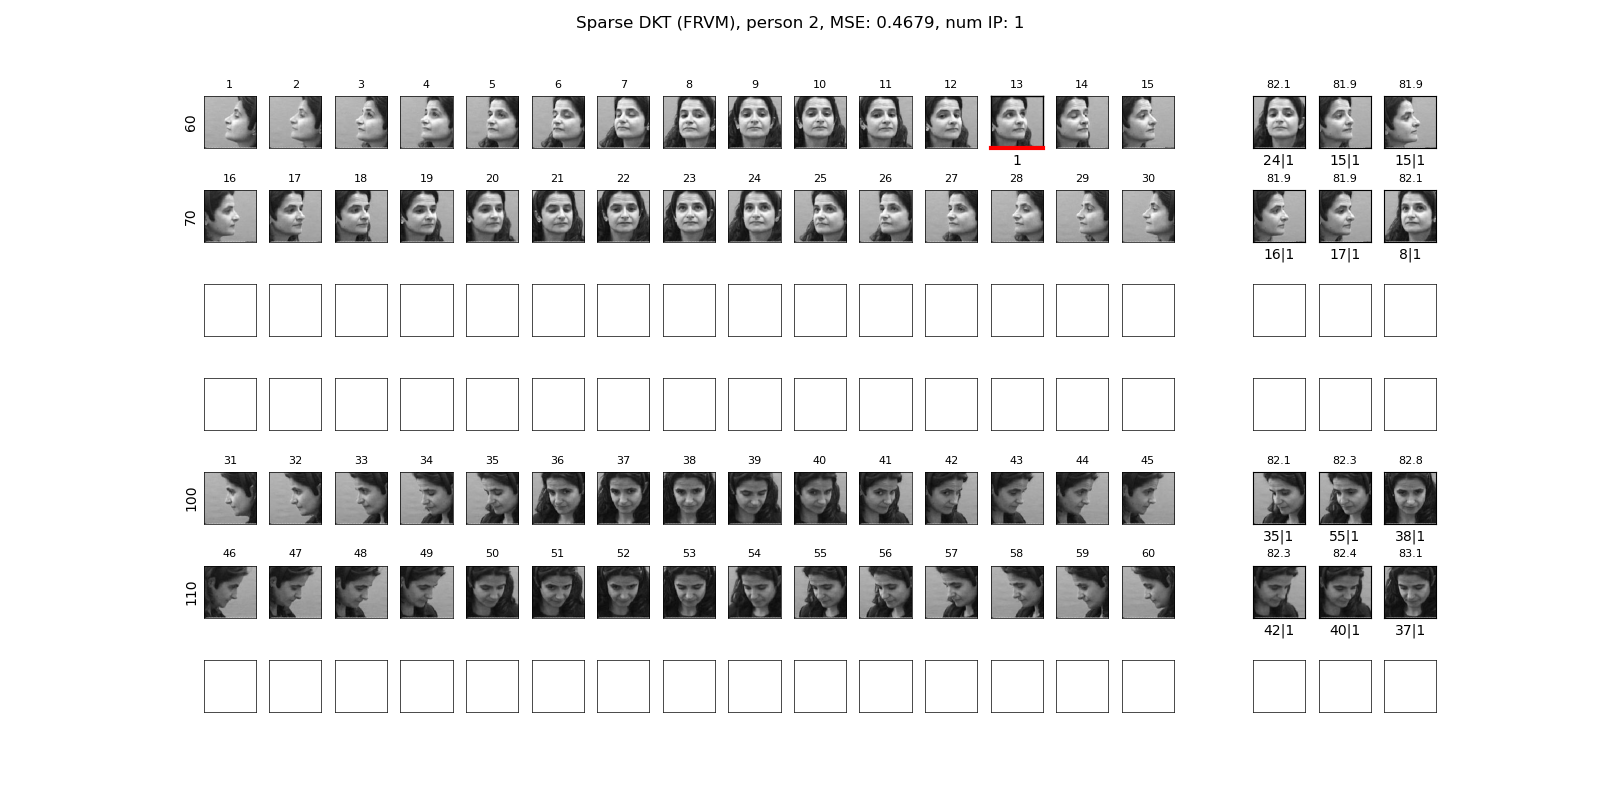 Sparse DKT (FRVM), person 2, MSE: 0.4679, num IP: 1
1 2 3 4 5 6 7 8 9 10 11 12 13 14 15 82.1 81.9 81.9
60
1 24|1 15|1 15|1
16 17 18 19 20 21 22 23 24 25 26 27 28 29 30 81.9 81.9 82.1
70
16|1 17|1 8|1
31 32 33 34 35 36 37 38 39 40 41 42 43 44 45 82.1 82.3 82.8
100
35|1 55|1 38|1
46 47 48 49 50 51 52 53 54 55 56 57 58 59 60 82.3 82.4 83.1
110
42|1 40|1 37|1